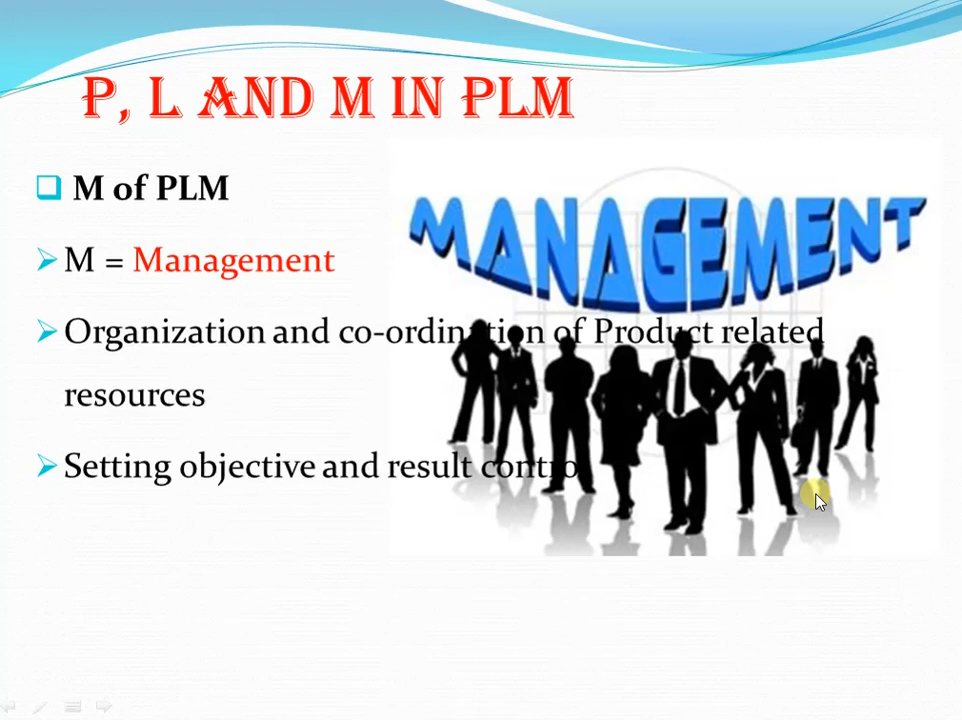 P, L AND M IN PLM
M of PLM
M = Management
MANAGEMENT
Organization and co-ordination of Product related
resources
Setting objective and result control